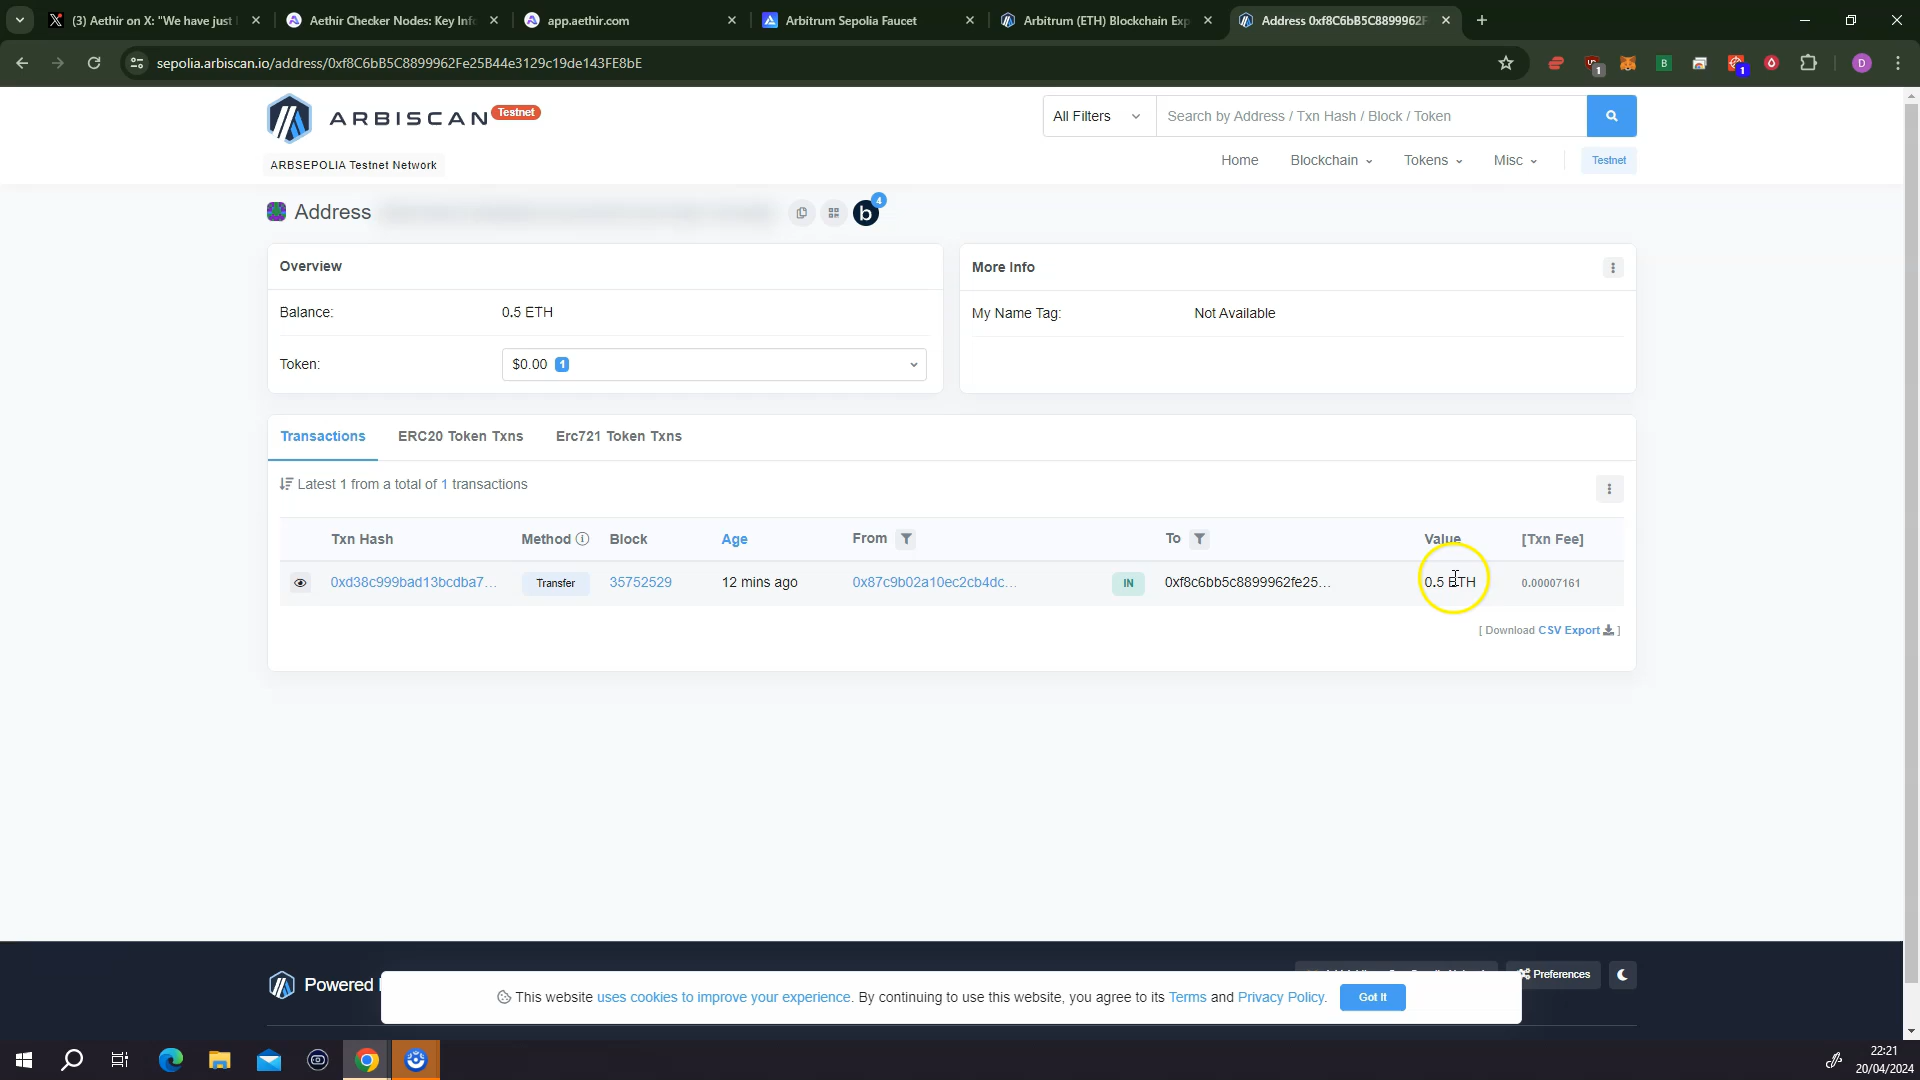 (3) Aethir on X: "We have just
Aethir Checker Nodes: Key Info
app.aethir.com
Arbitrum Sepolia Faucet
Arbitrum (ETH) Blockchain Exp
Address 0xf8C6bB5C8899962F
sepolia.arbiscan.io/address/0xf8C6bB5C8899962Fe25B44e3129c19de143FE8bE
1
B
1
D
ARBISCAN Testnet
All Filters
Search by Address / Txn Hash / Block / Token
ARBSEPOLIA Testnet Network
Home
Blockchain
Tokens
Misc
Testnet
Address
b
4
Overview
Balance:
0.5 ETH
Token:
$0.00 1
More Info
My Name Tag:
Not Available
Transactions
ERC20 Token Txns
Erc721 Token Txns
Latest 1 from a total of 1 transactions
Txn Hash Method Block Age From To Value [Txn Fee]
0xd38c999bad13bcdba7... Transfer 35752529 12 mins ago 0x87c9b02a10ec2cb4dc... IN 0xf8c6bb5c8899962fe25... 0.5 ETH 0.00007161
[ Download CSV Export ]
Powered
Preferences
This website uses cookies to improve your experience. By continuing to use this website, you agree to its Terms and Privacy Policy.
Got It
22:21
20/04/2024